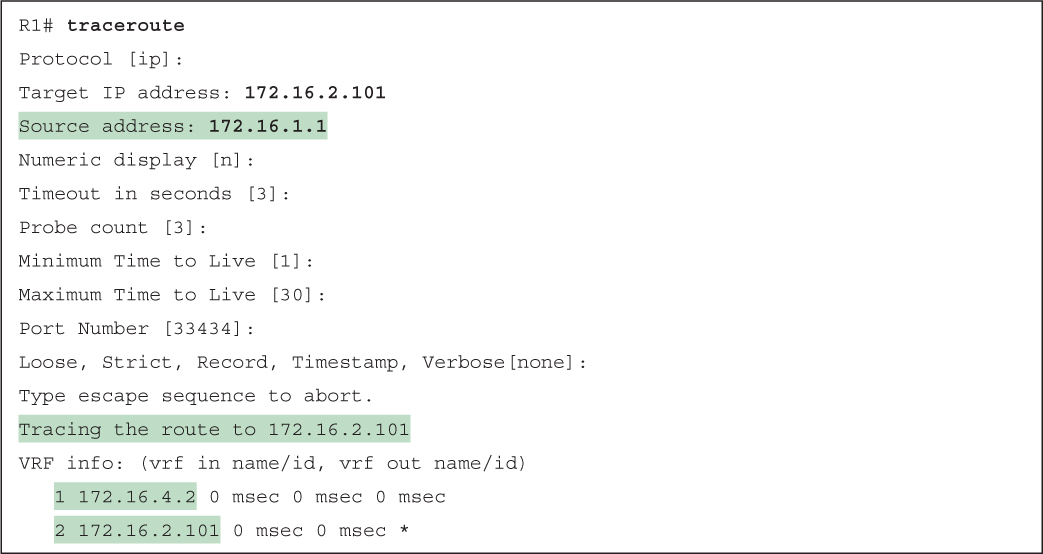 R1# traceroute
Protocol [ip]:
Target IP address: 172.16.2.101
Source address: 172.16.1.1
Numeric display [n]:
Timeout in seconds [3]:
Probe count [3]:
Minimum Time to Live [1]:
Maximum Time to Live [30]:
Port Number [33434]:
Loose, Strict, Record, Timestamp, Verbose[none]:
Type escape sequence to abort.
Tracing the route to 172.16.2.101
VRF info: (vrf in name/id, vrf out name/id)
1 172.16.4.2 0 msec 0 msec 0 msec
2 172.16.2.101 0 msec 0 msec *